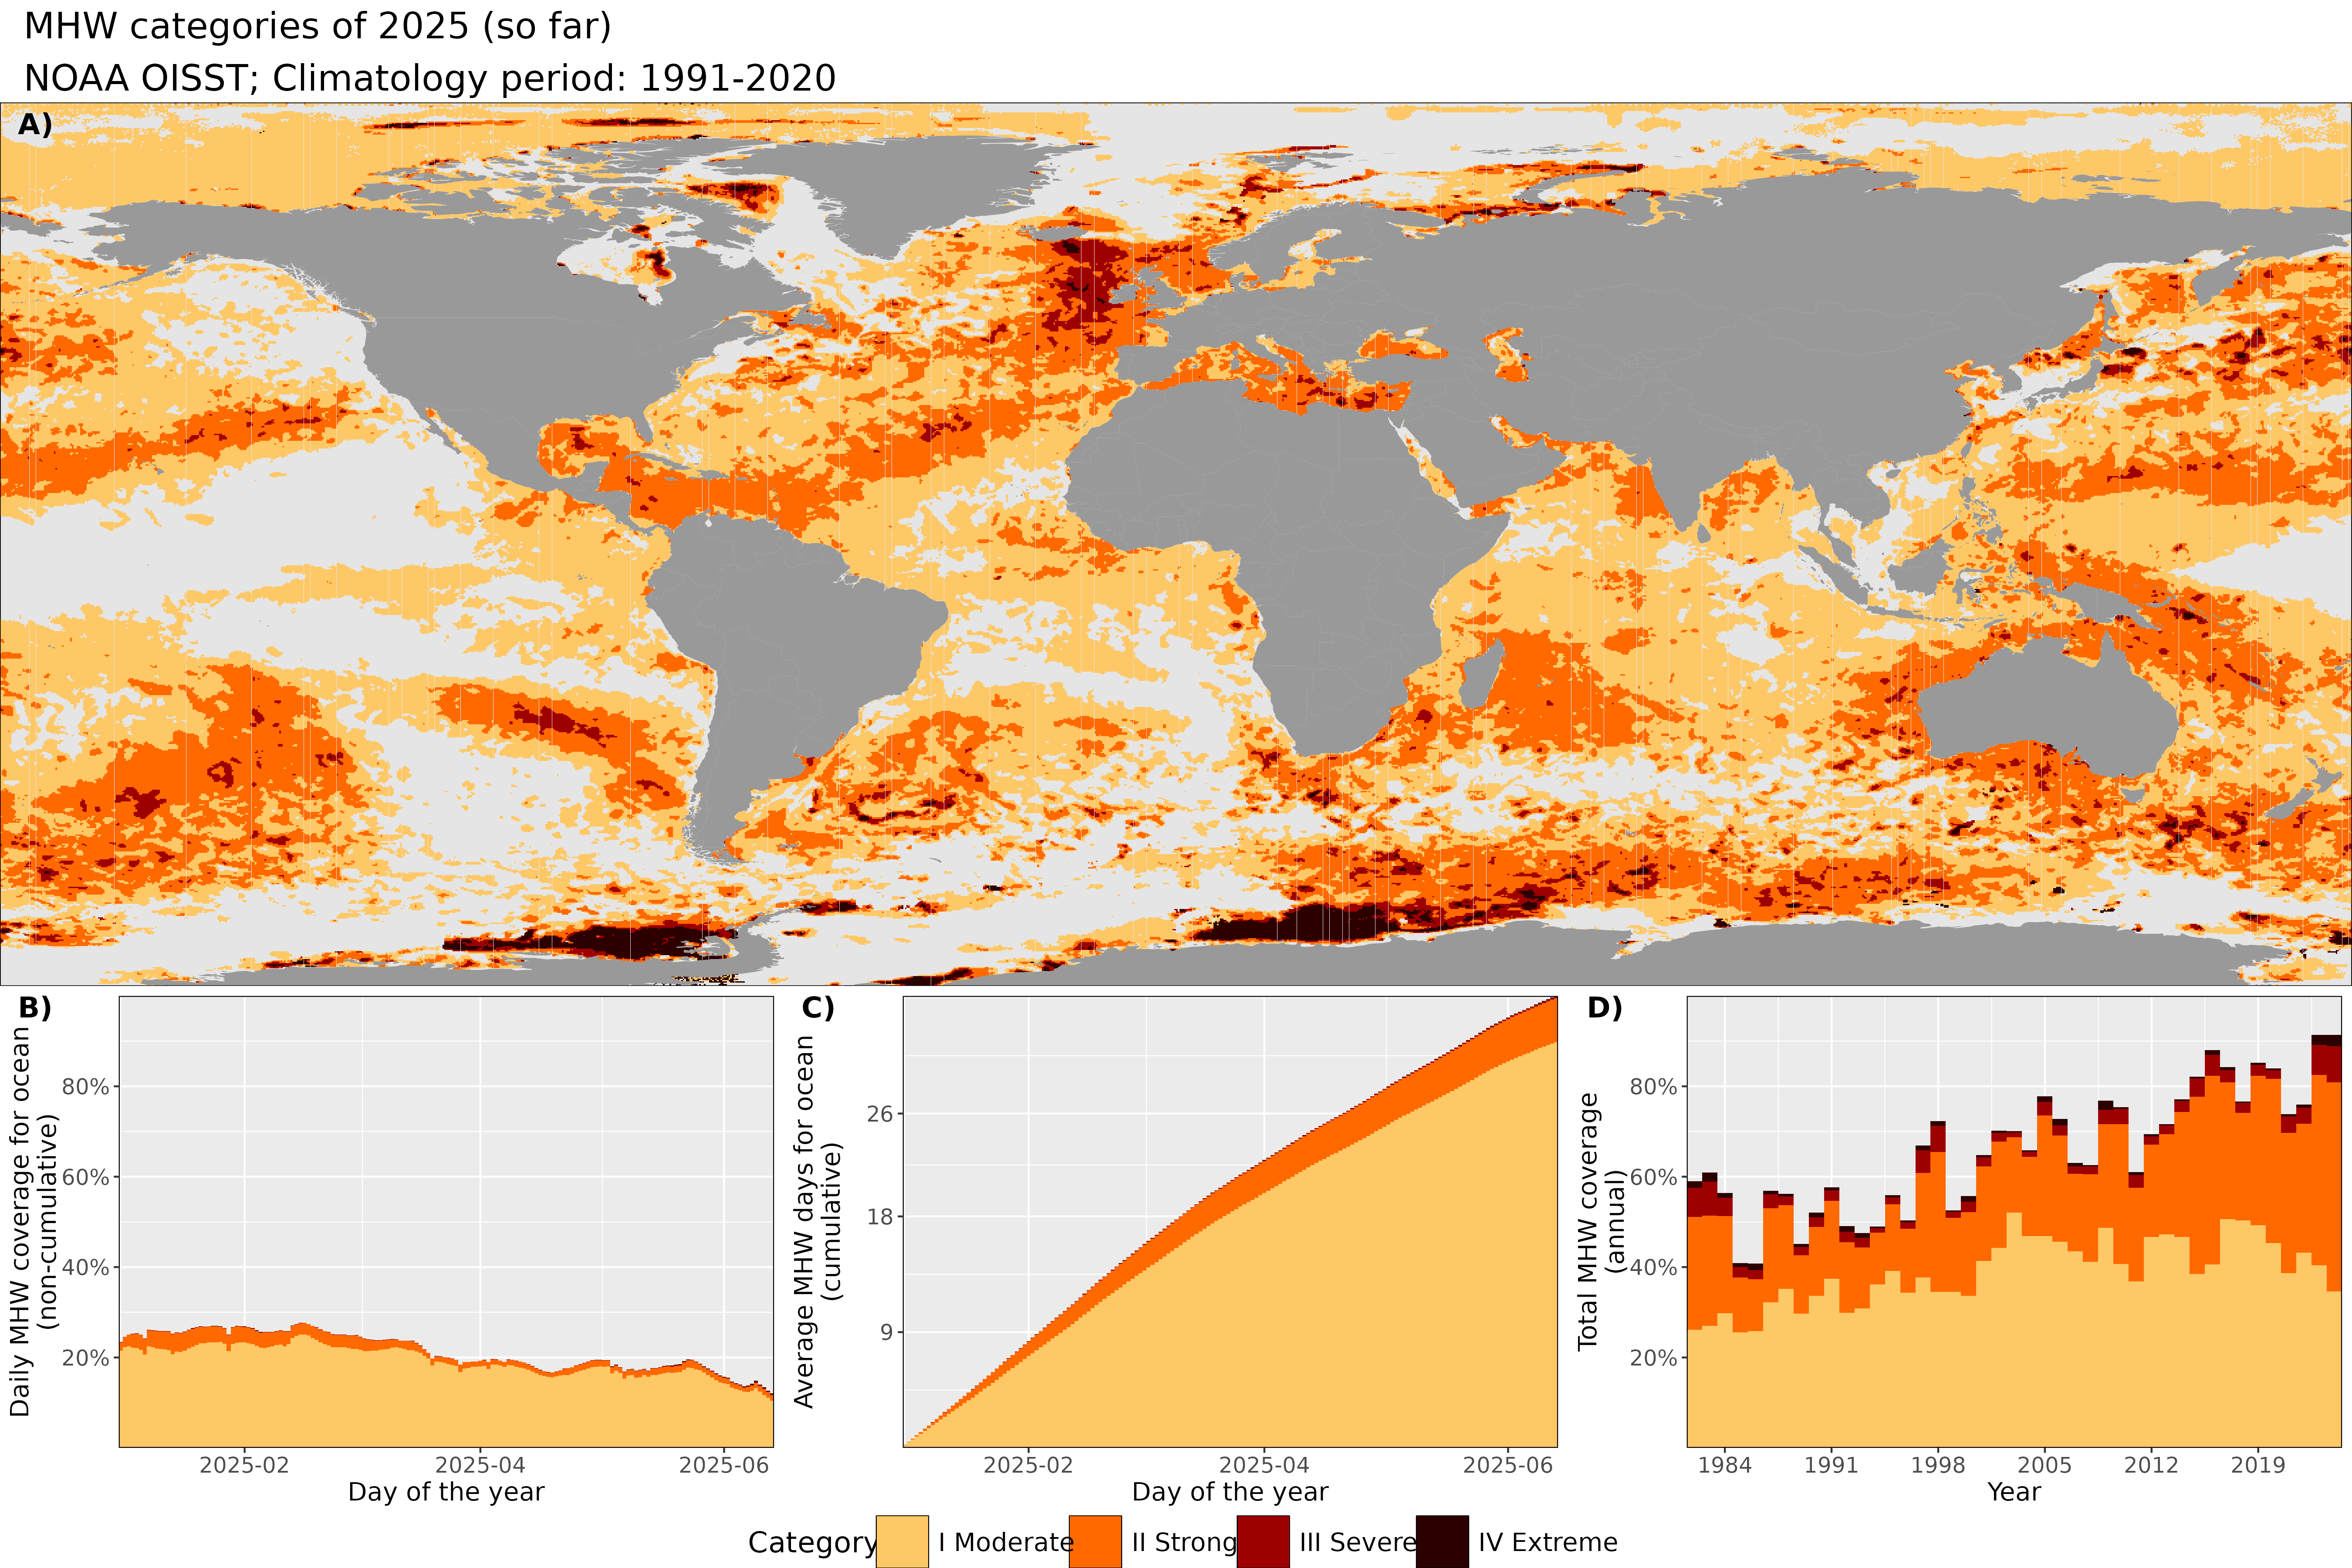 MHW categories of 2025 (so far)
NOAA OISST; Climatology period: 1991-2020
A)
B)
Daily MHW coverage for ocean
(non-cumulative)
80%
60%
40%
20%
2025-02
2025-04
2025-06
Day of the year
C)
Average MHW days for ocean
(cumulative)
26
18
9
2025-02
2025-04
2025-06
Day of the year
D)
Total MHW coverage
(annual)
80%
60%
40%
20%
1984
1991
1998
2005
2012
2019
Year
Category
I Moderate
II Strong
III Severe
IV Extreme